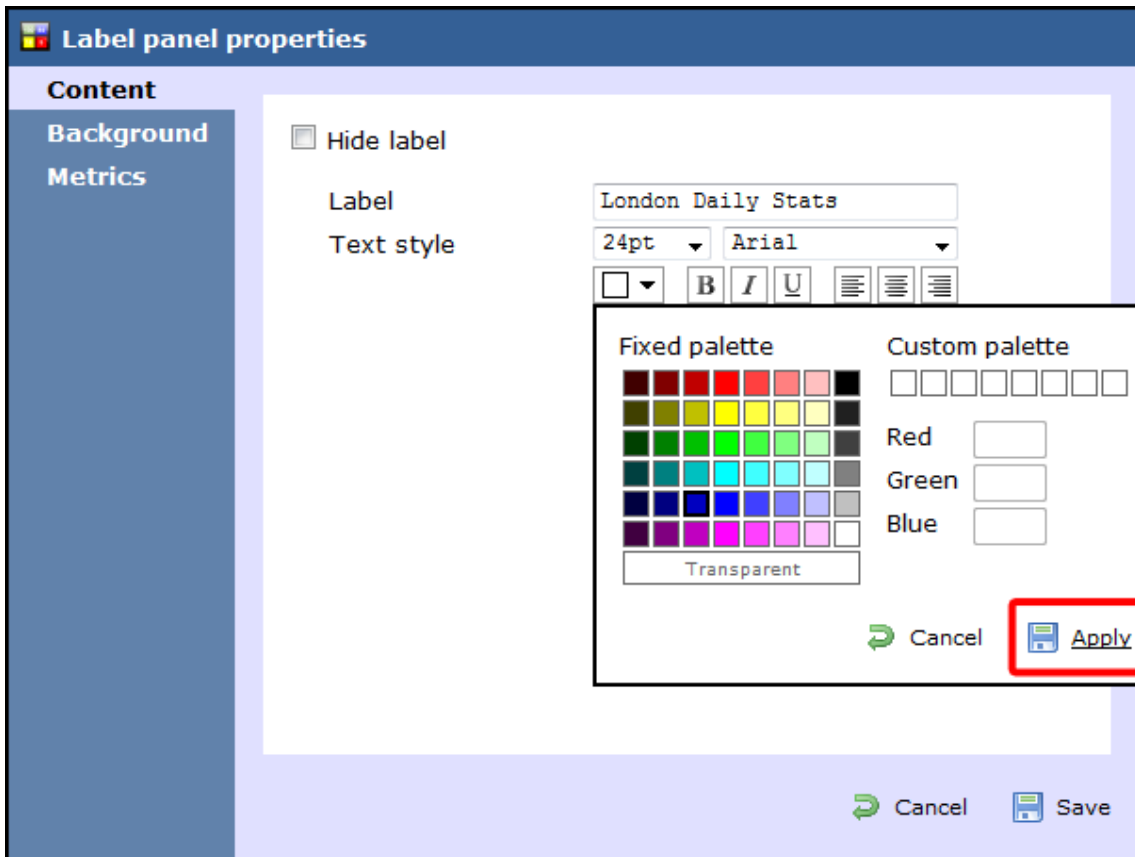 Label panel properties
Content
Background
Metrics
Hide label
Label London Daily Stats
Text style 24pt Arial
B I U
Fixed palette Custom palette
Red
Green
Blue
Transparent
Cancel Apply
Cancel Save